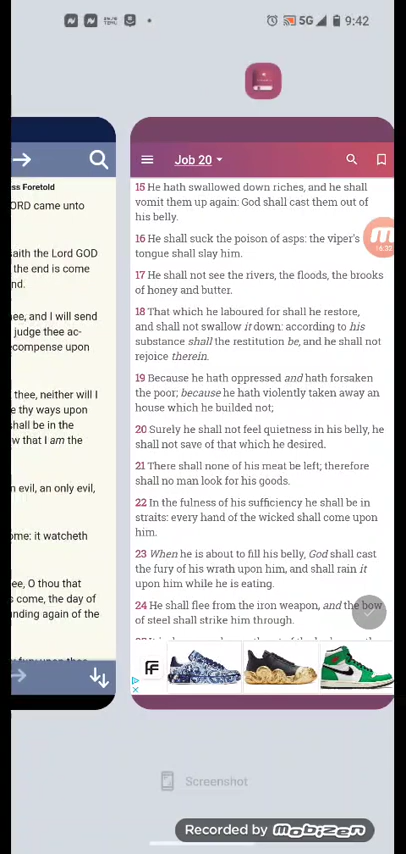 5G 9:42
ss Foretold
ORD came unto
aith the Lord GOD
the end is come
nd.
ee, and I will send
judge thee ac-
ecompense upon
thee, neither will I
e thy ways upon
hall be in the
w that I am the
n evil, an only evil,
ome: it watcheth
ee, O thou that
s come, the day of
nding again of the
Job 20
15 He hath swallowed down riches, and he shall
vomit them up again: God shall cast them out of
his belly.
16 He shall suck the poison of asps: the viper's
tongue shall slay him.
17 He shall not see the rivers, the floods, the brooks
of honey and butter.
18 That which he laboured for shall he restore,
and shall not swallow it down: according to his
substance shall the restitution be, and he shall not
rejoice therein.
19 Because he hath oppressed and hath forsaken
the poor; because he hath violently taken away an
house which he builded not;
20 Surely he shall not feel quietness in his belly, he
shall not save of that which he desired.
21 There shall none of his meat be left; therefore
shall no man look for his goods.
22 In the fulness of his sufficiency he shall be in
straits: every hand of the wicked shall come upon
him.
23 When he is about to fill his belly, God shall cast
the fury of his wrath upon him, and shall rain it
upon him while he is eating.
24 He shall flee from the iron weapon, and the bow
of steel shall strike him through.
Screenshot
Recorded by mobizen